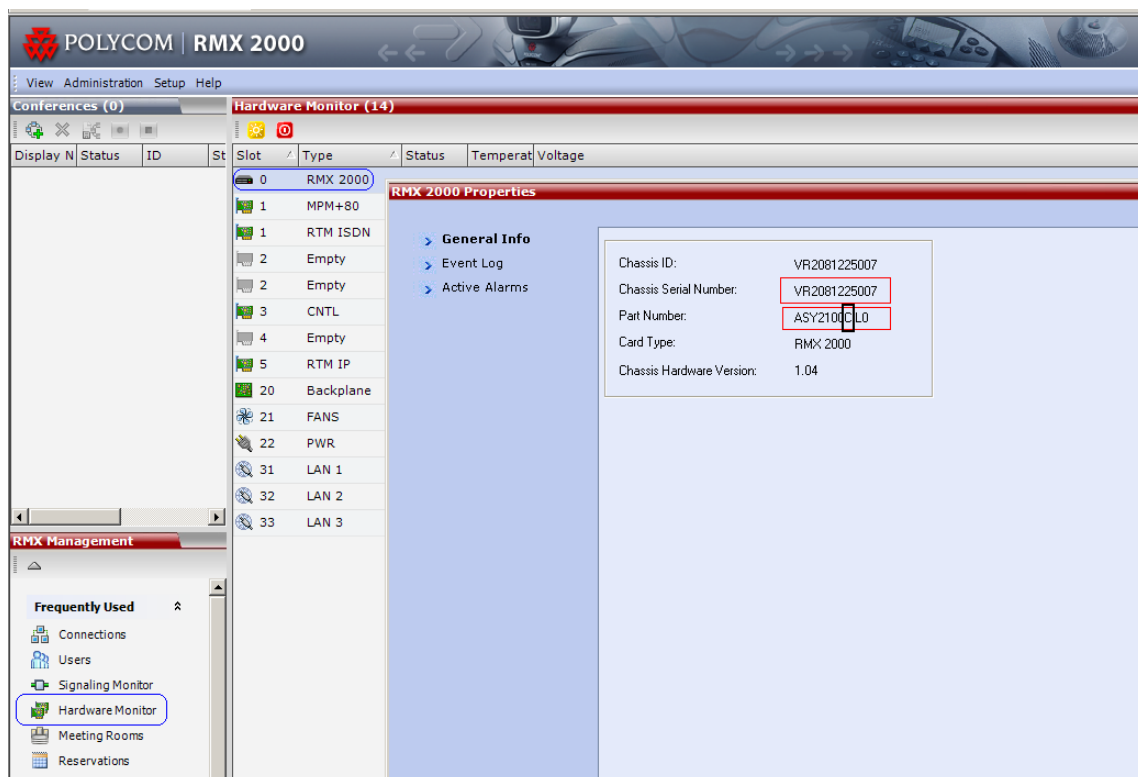 POLYCOM | RMX 2000
View Administration Setup Help
Conferences (0)
Display N Status ID St
RMX Management
Frequently Used
Connections
Users
Signaling Monitor
Hardware Monitor
Meeting Rooms
Reservations
Hardware Monitor (14)
Slot Type Status Temperat Voltage
0 RMX 2000
1 MPM+80
1 RTM ISDN
2 Empty
2 Empty
3 CNTL
4 Empty
5 RTM IP
20 Backplane
21 FANS
22 PWR
31 LAN 1
32 LAN 2
33 LAN 3
RMX 2000 Properties
General Info
Event Log
Active Alarms
Chassis ID: VR2081225007
Chassis Serial Number: VR2081225007
Part Number: ASY2100C L0
Card Type: RMX 2000
Chassis Hardware Version: 1.04